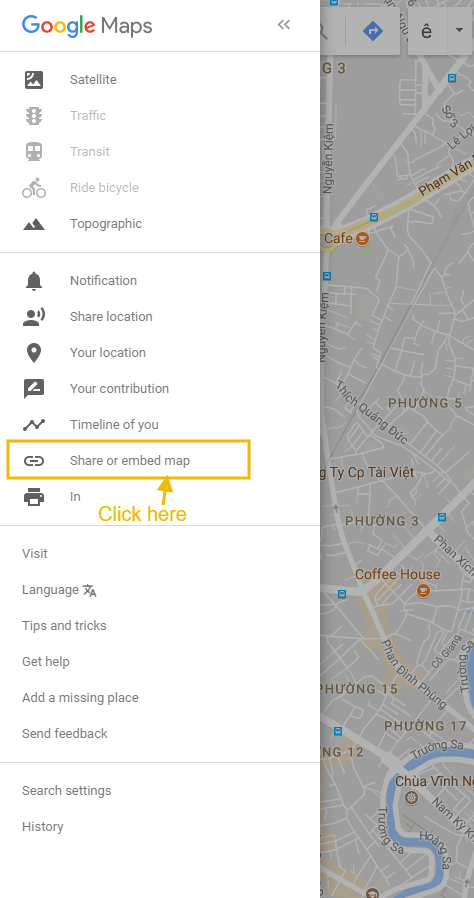 Google Maps
Satellite
Traffic
Transit
Ride bicycle
Topographic
Notification
Share location
Your location
Your contribution
Timeline of you
Share or embed map
In
Click here
Visit
Language
Tips and tricks
Get help
Add a missing place
Send feedback
Search settings
History
ê
G 3
Số 3
Lê Lợi
Nguyễn Kiệm
Phạm Văn
Cafe
Nguyễn Kiệm
Thích Quảng Đức
PHƯỜNG 5
g Ty Cp Tài Việt
PHƯỜNG 3
Phan Xích
Coffee House
Cô Giang
Trường Sa
Phan Đình Phùng
PHƯỜNG 15
PHƯỜNG 17
Trường Sa
NG 12
Chùa Vĩnh N
Nam Kỳ Kh
Trường Sa
Hoàng Sa